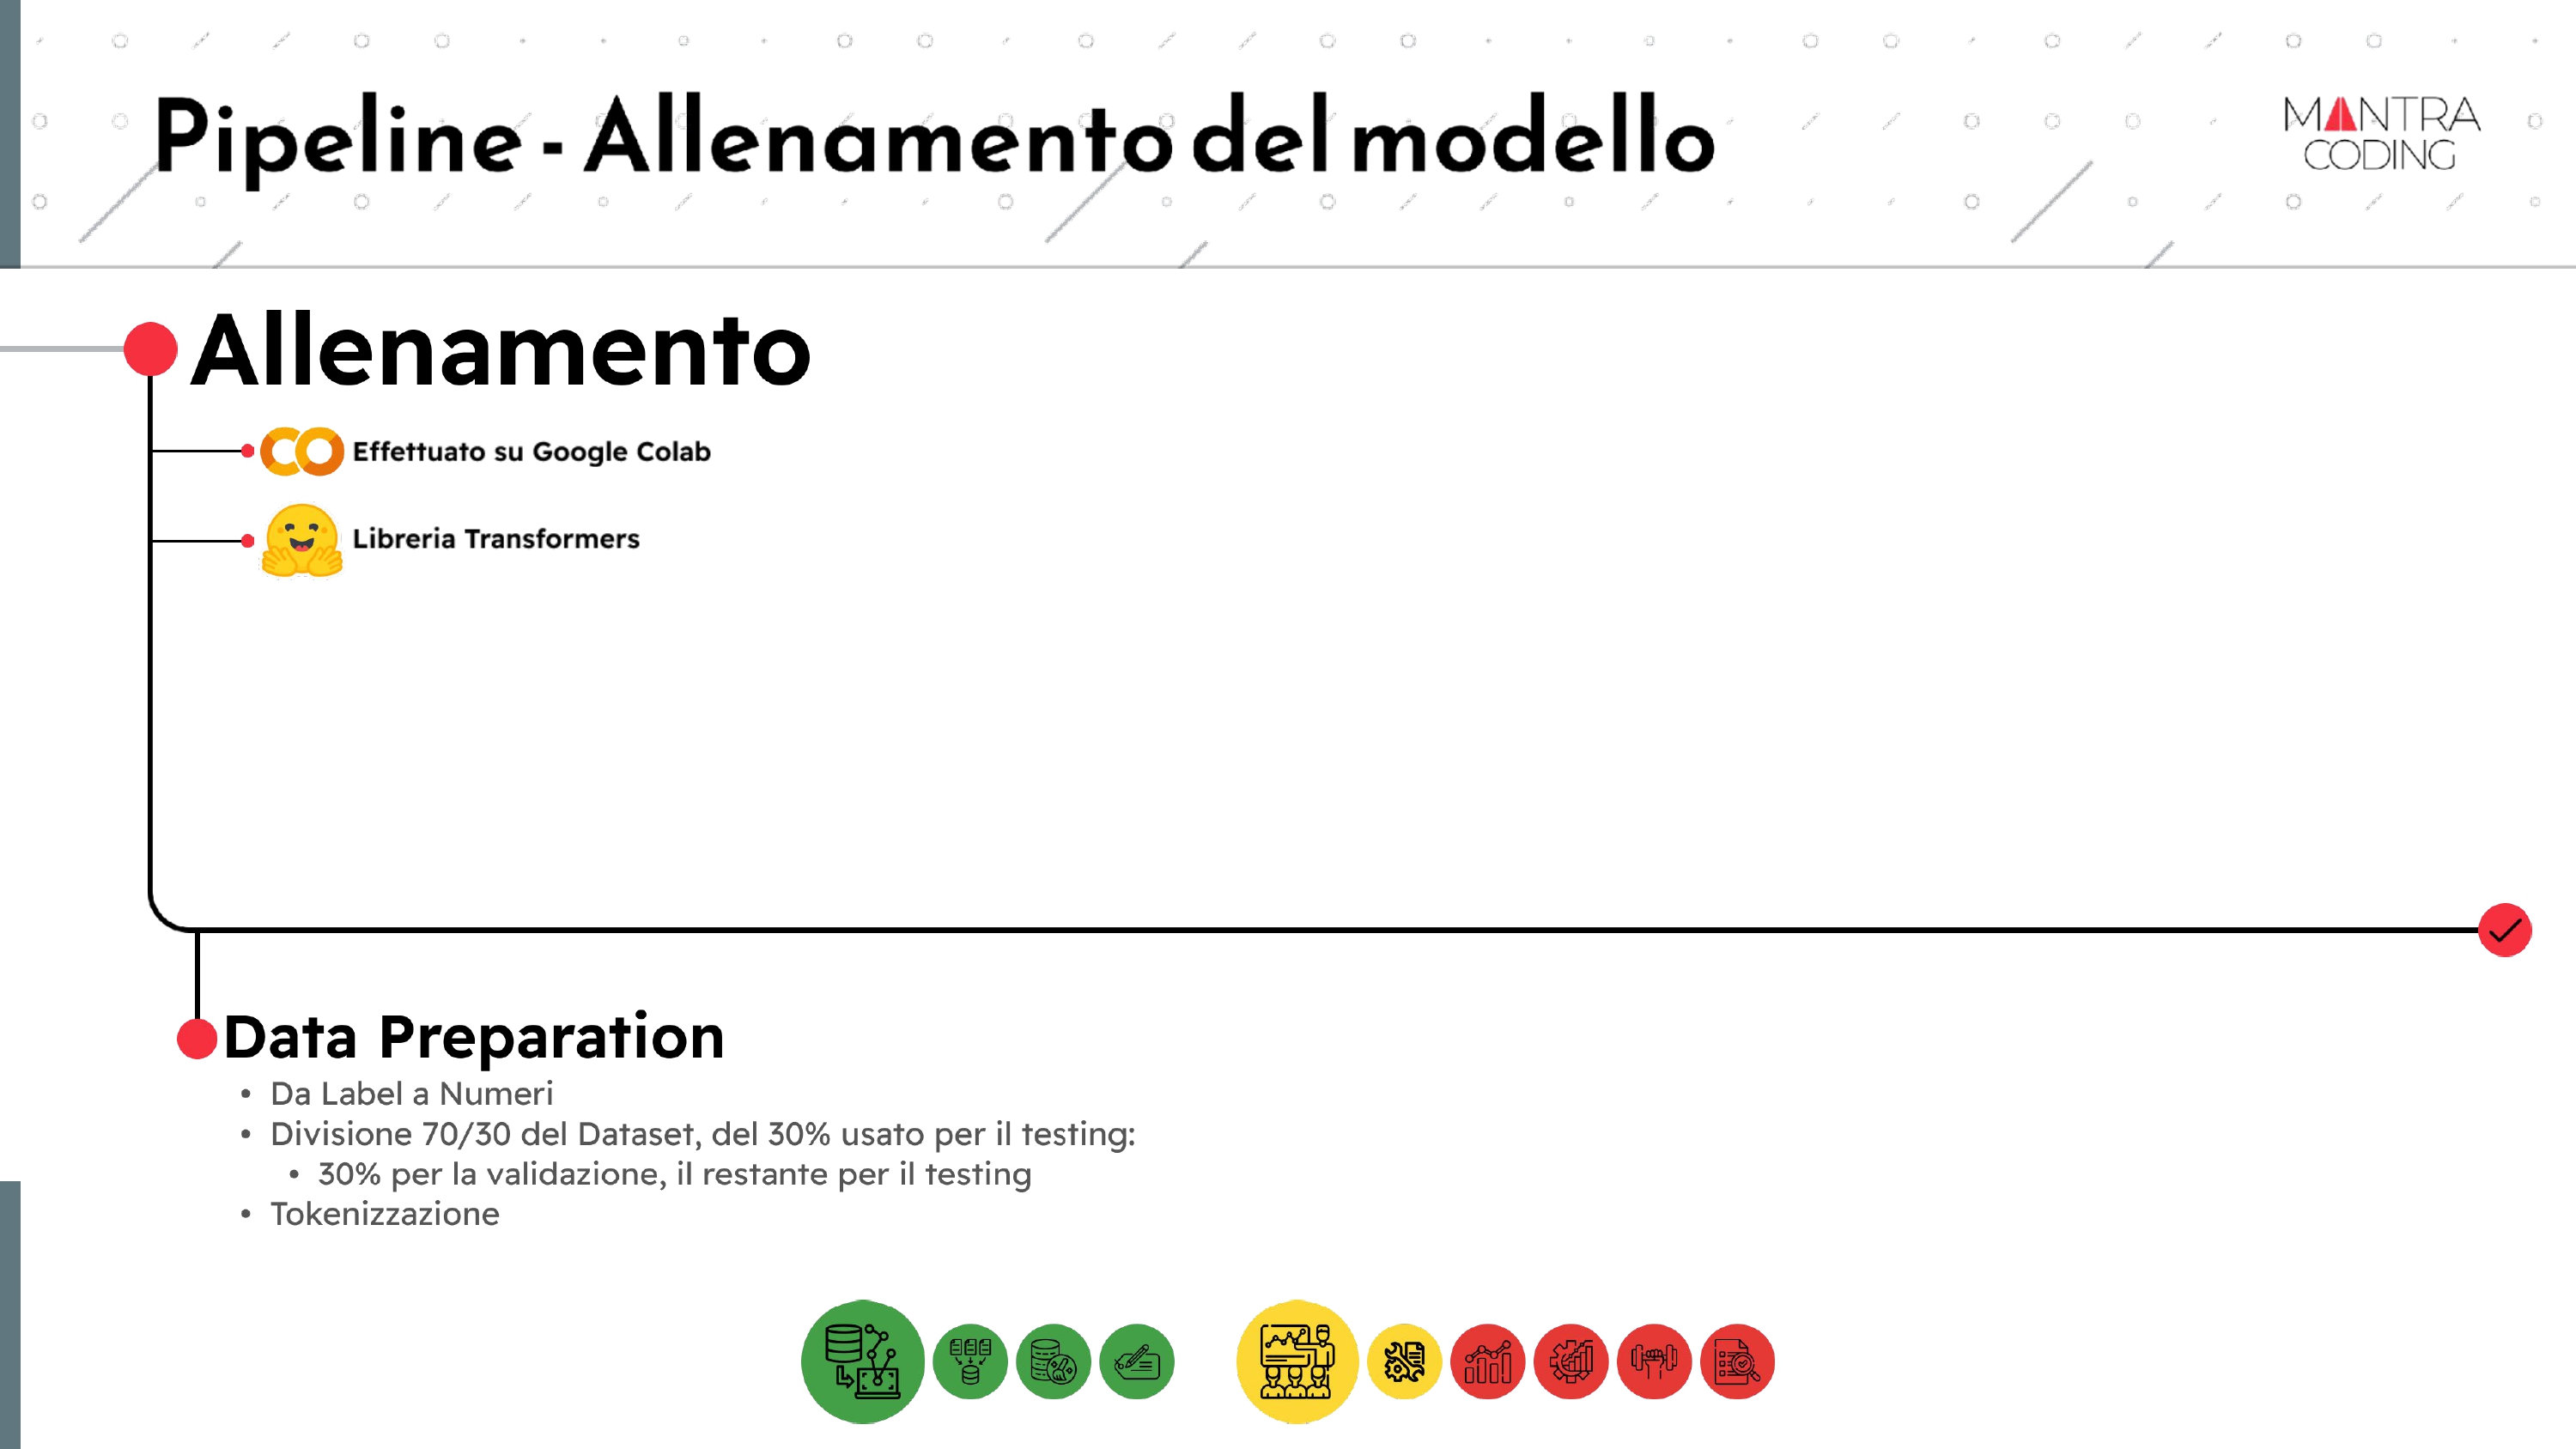 Pipeline - Allenamento del modello
MANTRA
CODING
Allenamento
Effettuato su Google Colab
Libreria Transformers
Data Preparation
• Da Label a Numeri
• Divisione 70/30 del Dataset, del 30% usato per il testing:
• 30% per la validazione, il restante per il testing
• Tokenizzazione